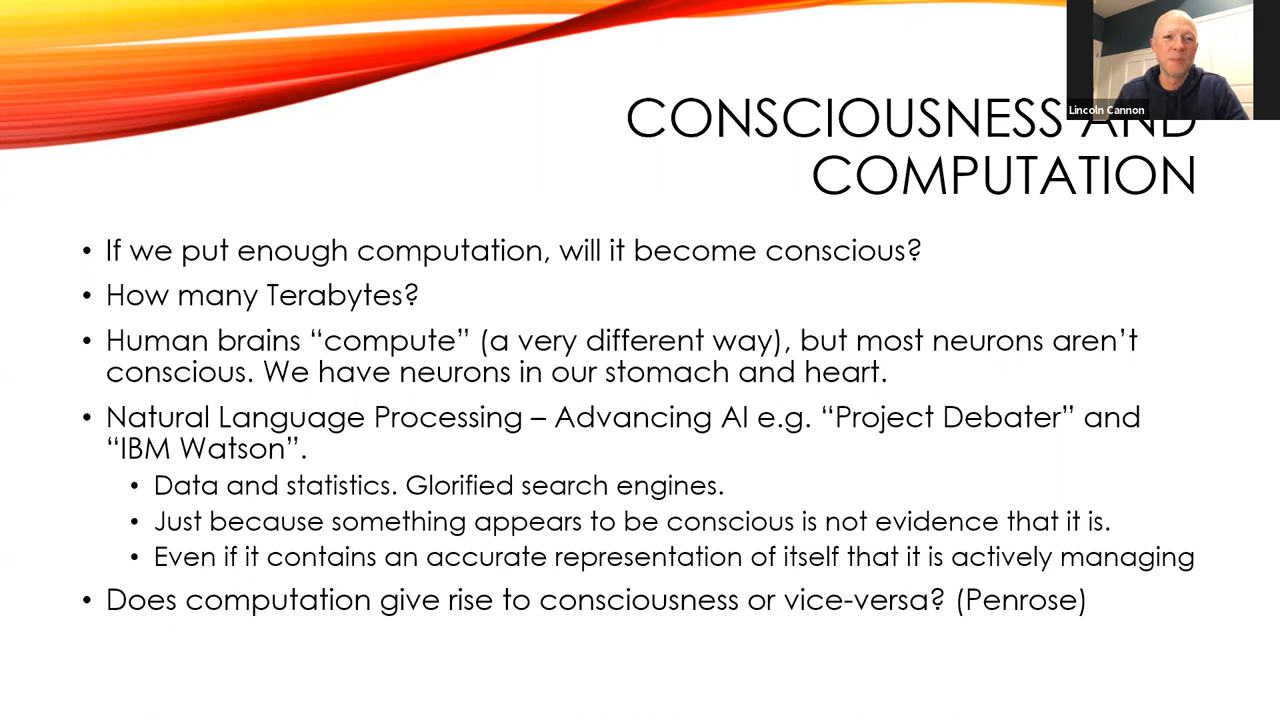 Lincoln Cannon
CONSCIOUSNESS AND
COMPUTATION
• If we put enough computation, will it become conscious?
• How many Terabytes?
• Human brains “compute” (a very different way), but most neurons aren’t
conscious. We have neurons in our stomach and heart.
• Natural Language Processing – Advancing AI e.g. “Project Debater” and
“IBM Watson”.
• Data and statistics. Glorified search engines.
• Just because something appears to be conscious is not evidence that it is.
• Even if it contains an accurate representation of itself that it is actively managing
• Does computation give rise to consciousness or vice-versa? (Penrose)